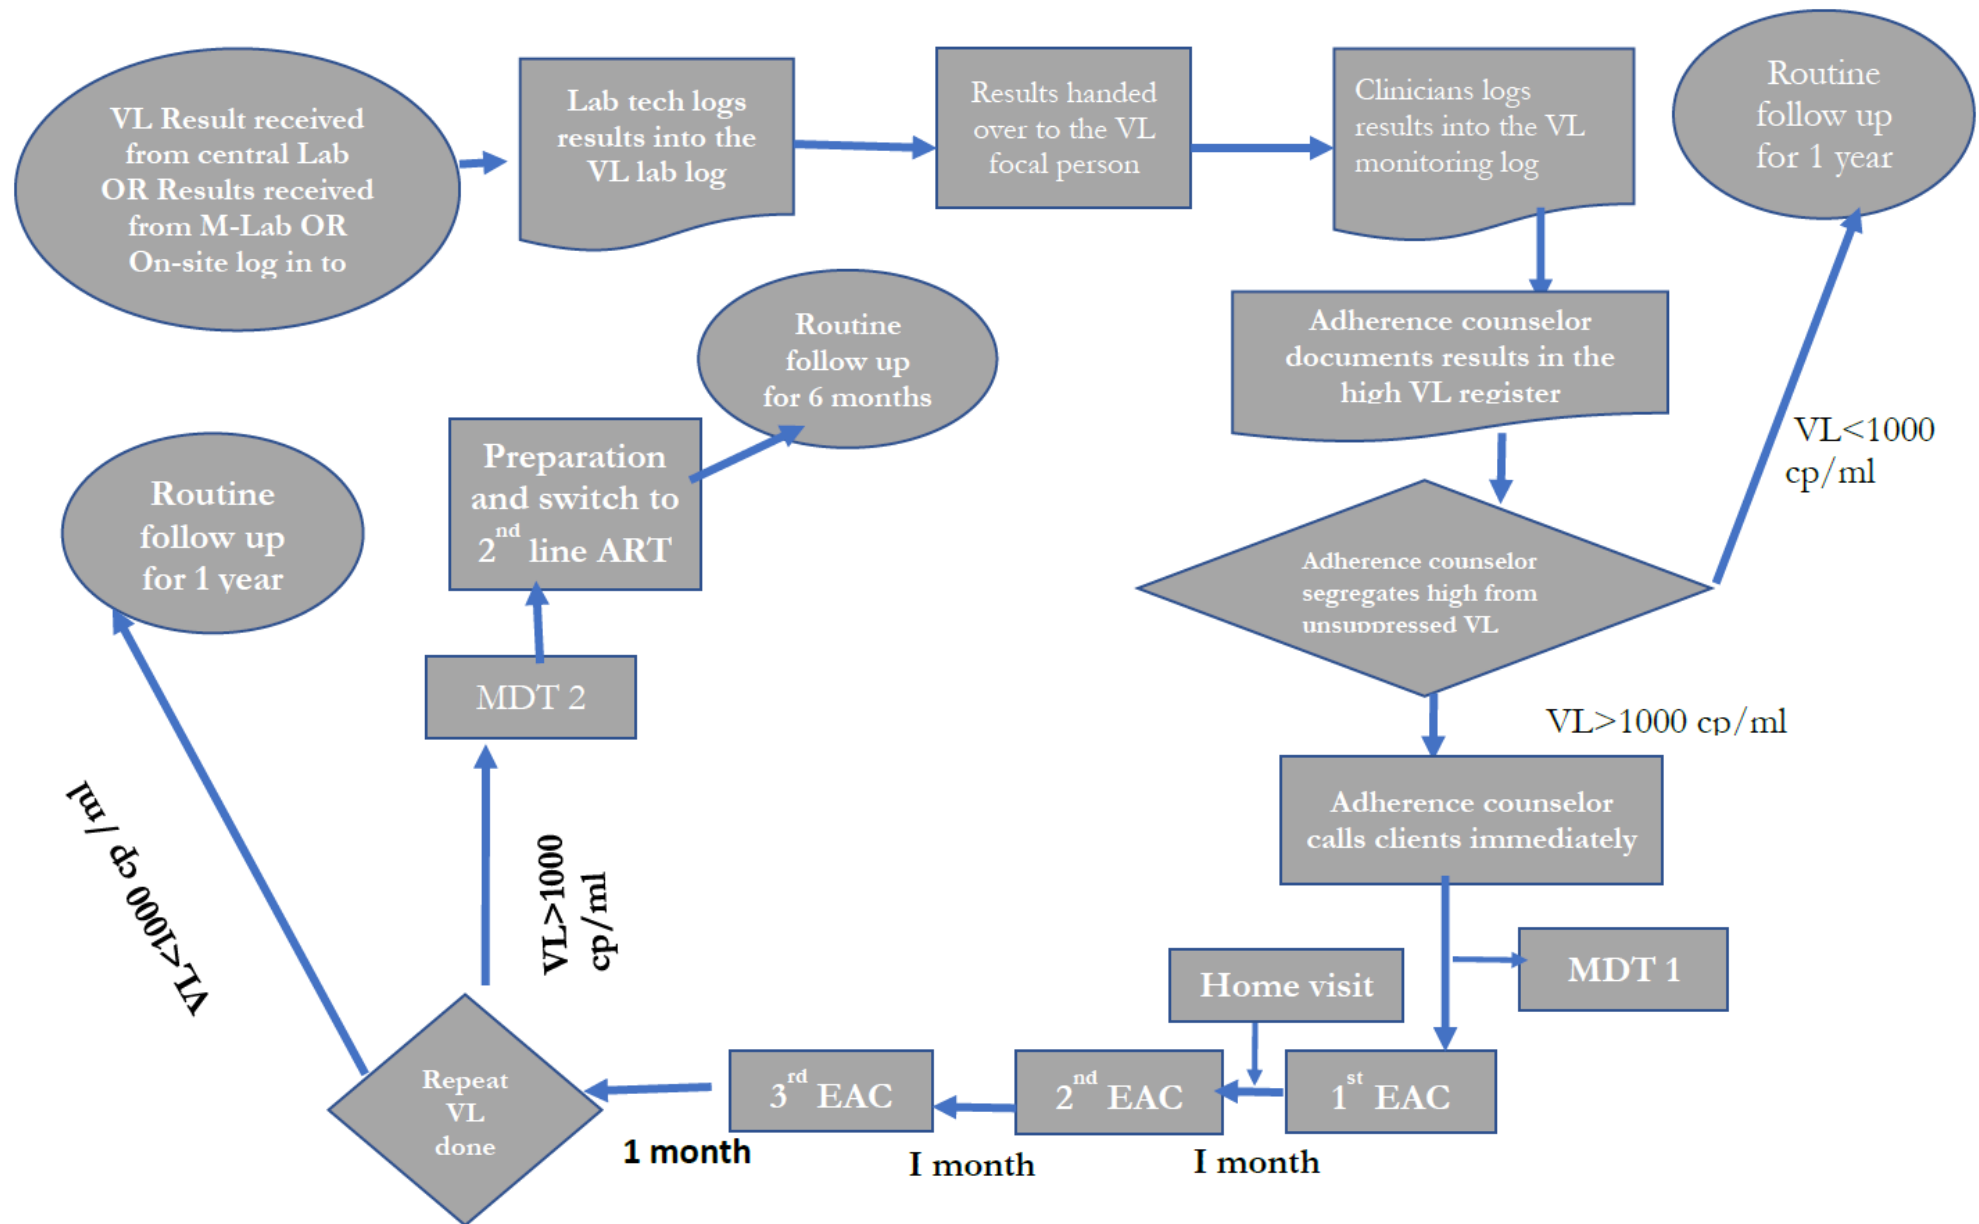 VL Result received
from central Lab
OR Results received
from M-Lab OR
On-site log in to
Lab tech logs
results into the
VL lab log
Results handed
over to the VL
focal person
Clinicians logs
results into the VL
monitoring log
Routine
follow up
for 1 year
Adherence counselor
documents results in the
high VL register
VL<1000
cp/ml
Adherence counselor
segregates high from
unsuppressed VL
VL>1000 cp/ml
Adherence counselor
calls clients immediately
MDT 1
Home visit
1st EAC
I month
2nd EAC
I month
3rd EAC
1 month
Repeat
VL
done
VL>1000
cp/ml
MDT 2
Preparation
and switch to
2nd line ART
Routine
follow up
for 6 months
VL<1000 cp / ml
Routine
follow up
for 1 year